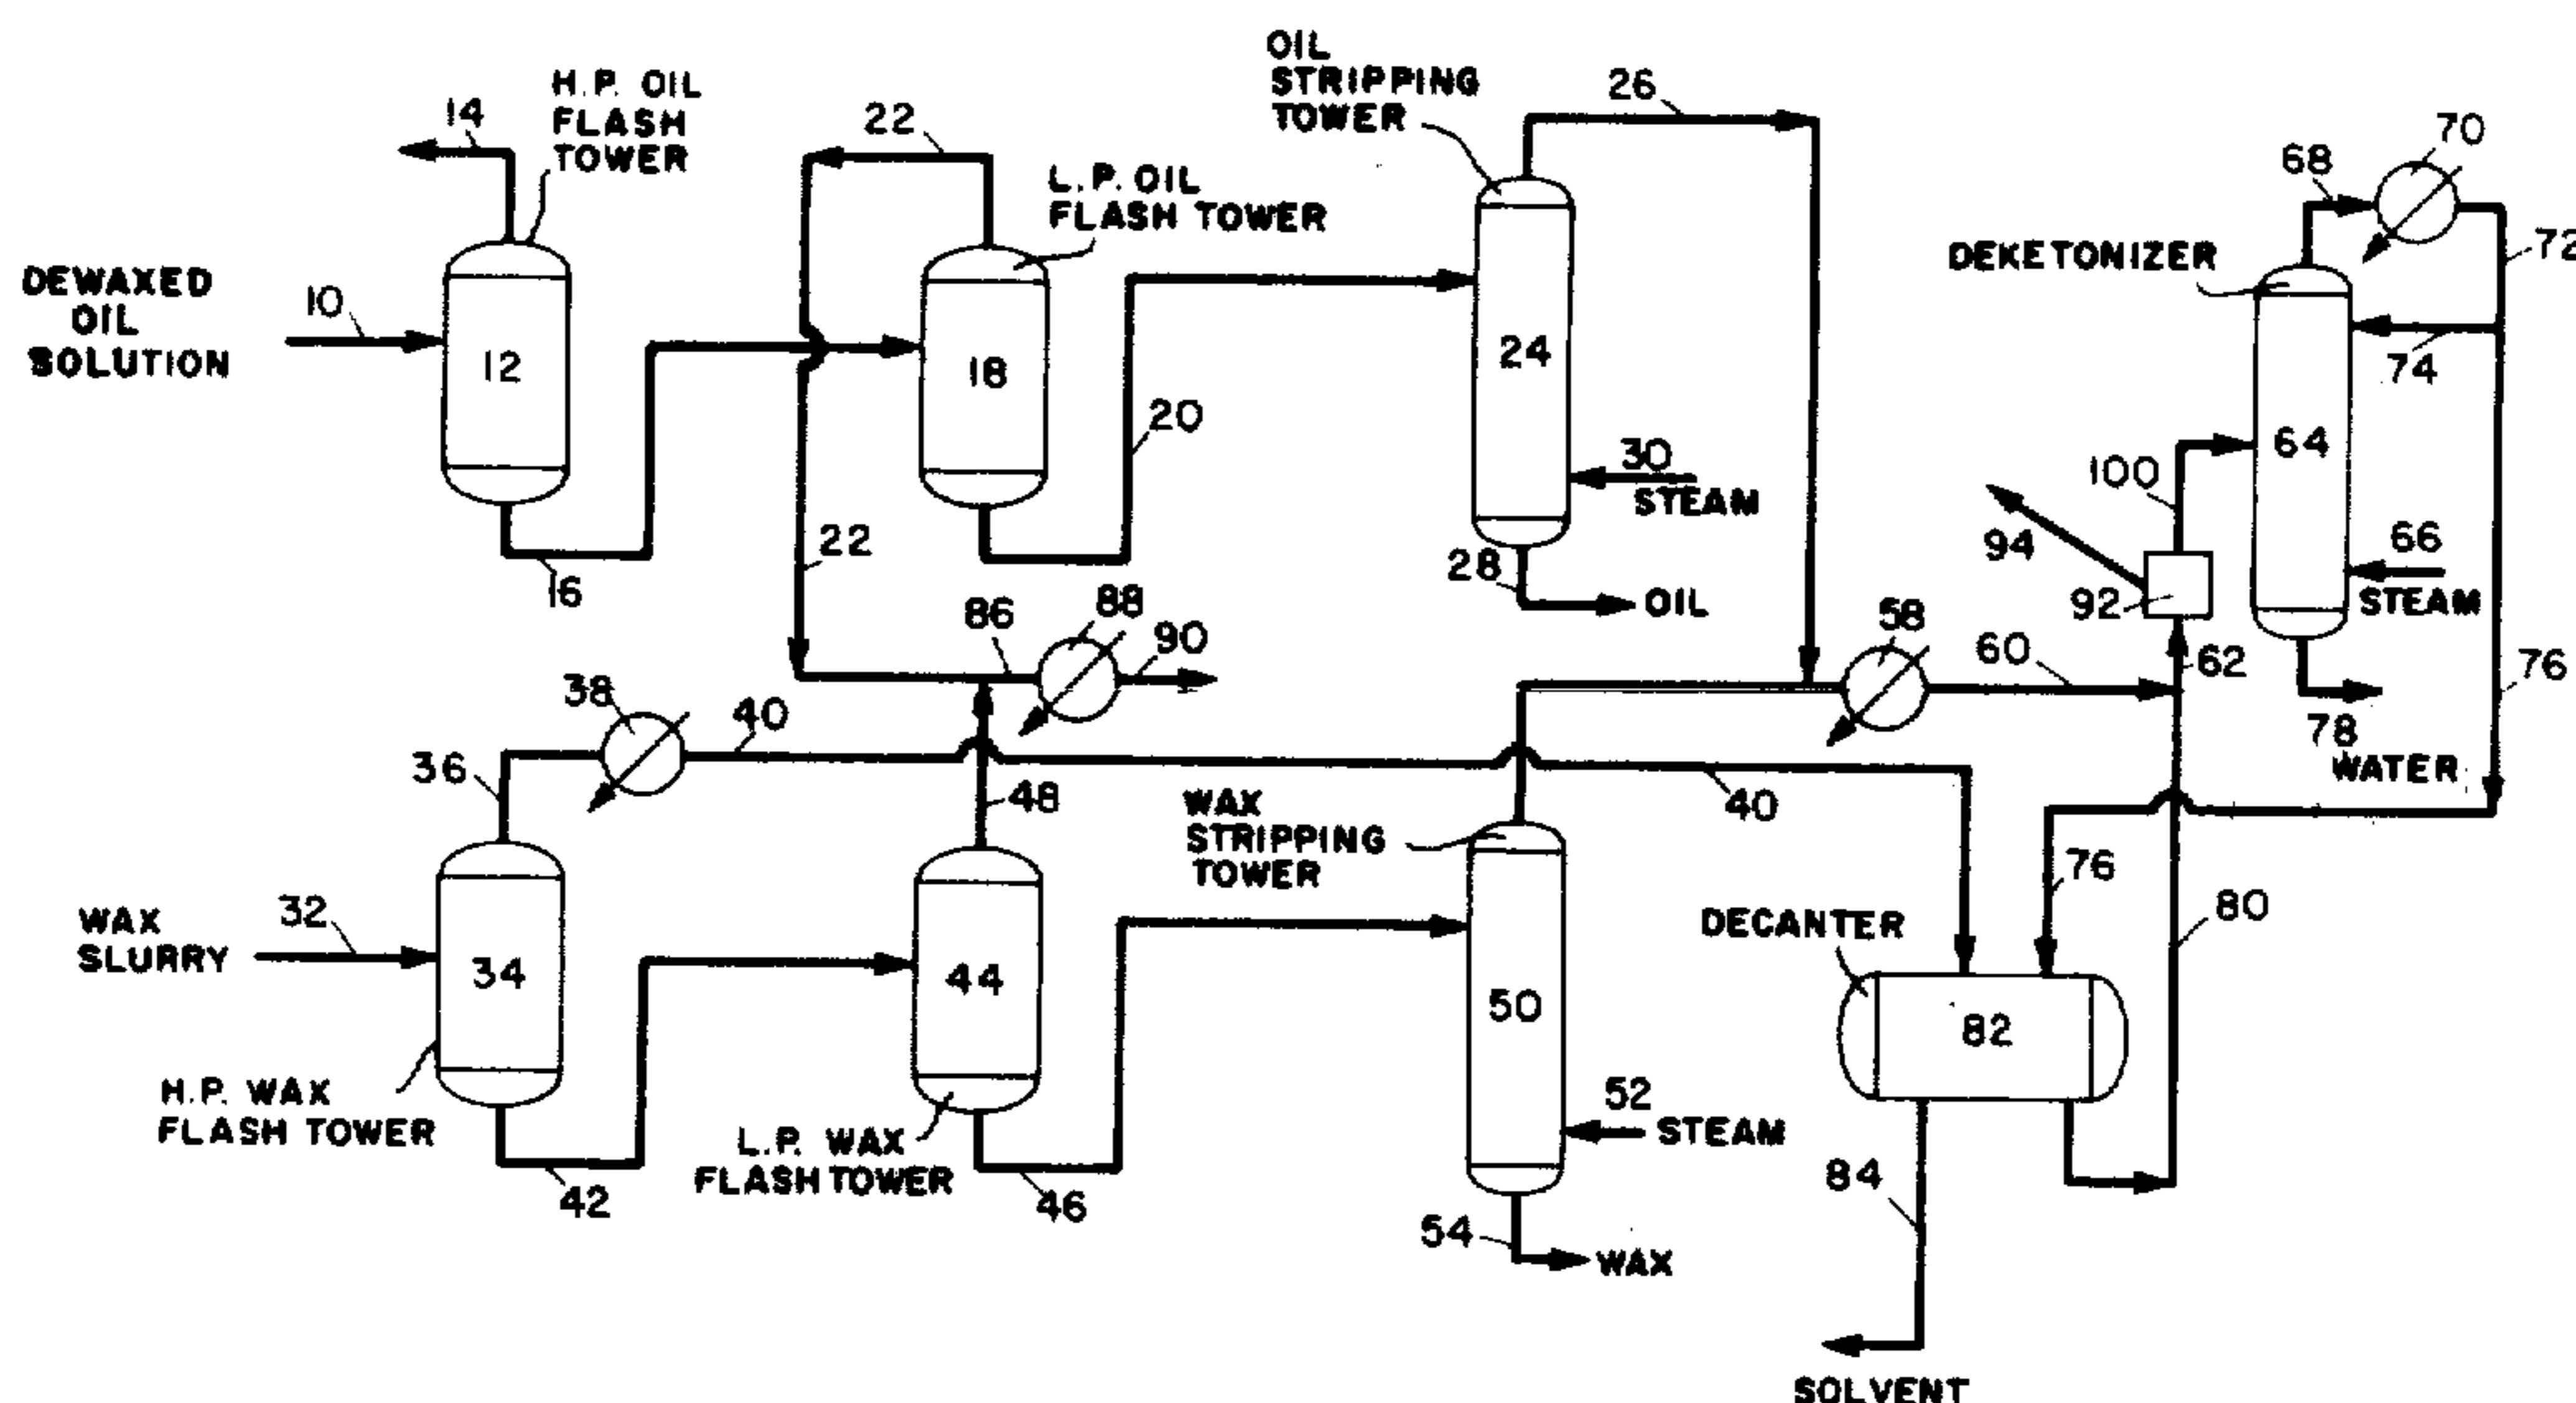 OIL
STRIPPING
TOWER
26
H.P. OIL
FLASH
TOWER
14
22
70
68
L.P. OIL
FLASH TOWER
72
DEKETONIZER
DEWAXED
OIL
SOLUTION
10
12
18
24
74
20
64
30
STEAM
100
22
94
66
STEAM
16
28
OIL
92
86
88
90
58
60
62
76
38
40
78
WATER
36
48
40
WAX
STRIPPING
TOWER
76
80
WAX
SLURRY
32
34
44
50
DECANTER
82
H.P. WAX
FLASH TOWER
52
STEAM
L.P. WAX
FLASH TOWER
42
46
84
54
WAX
SOLVENT